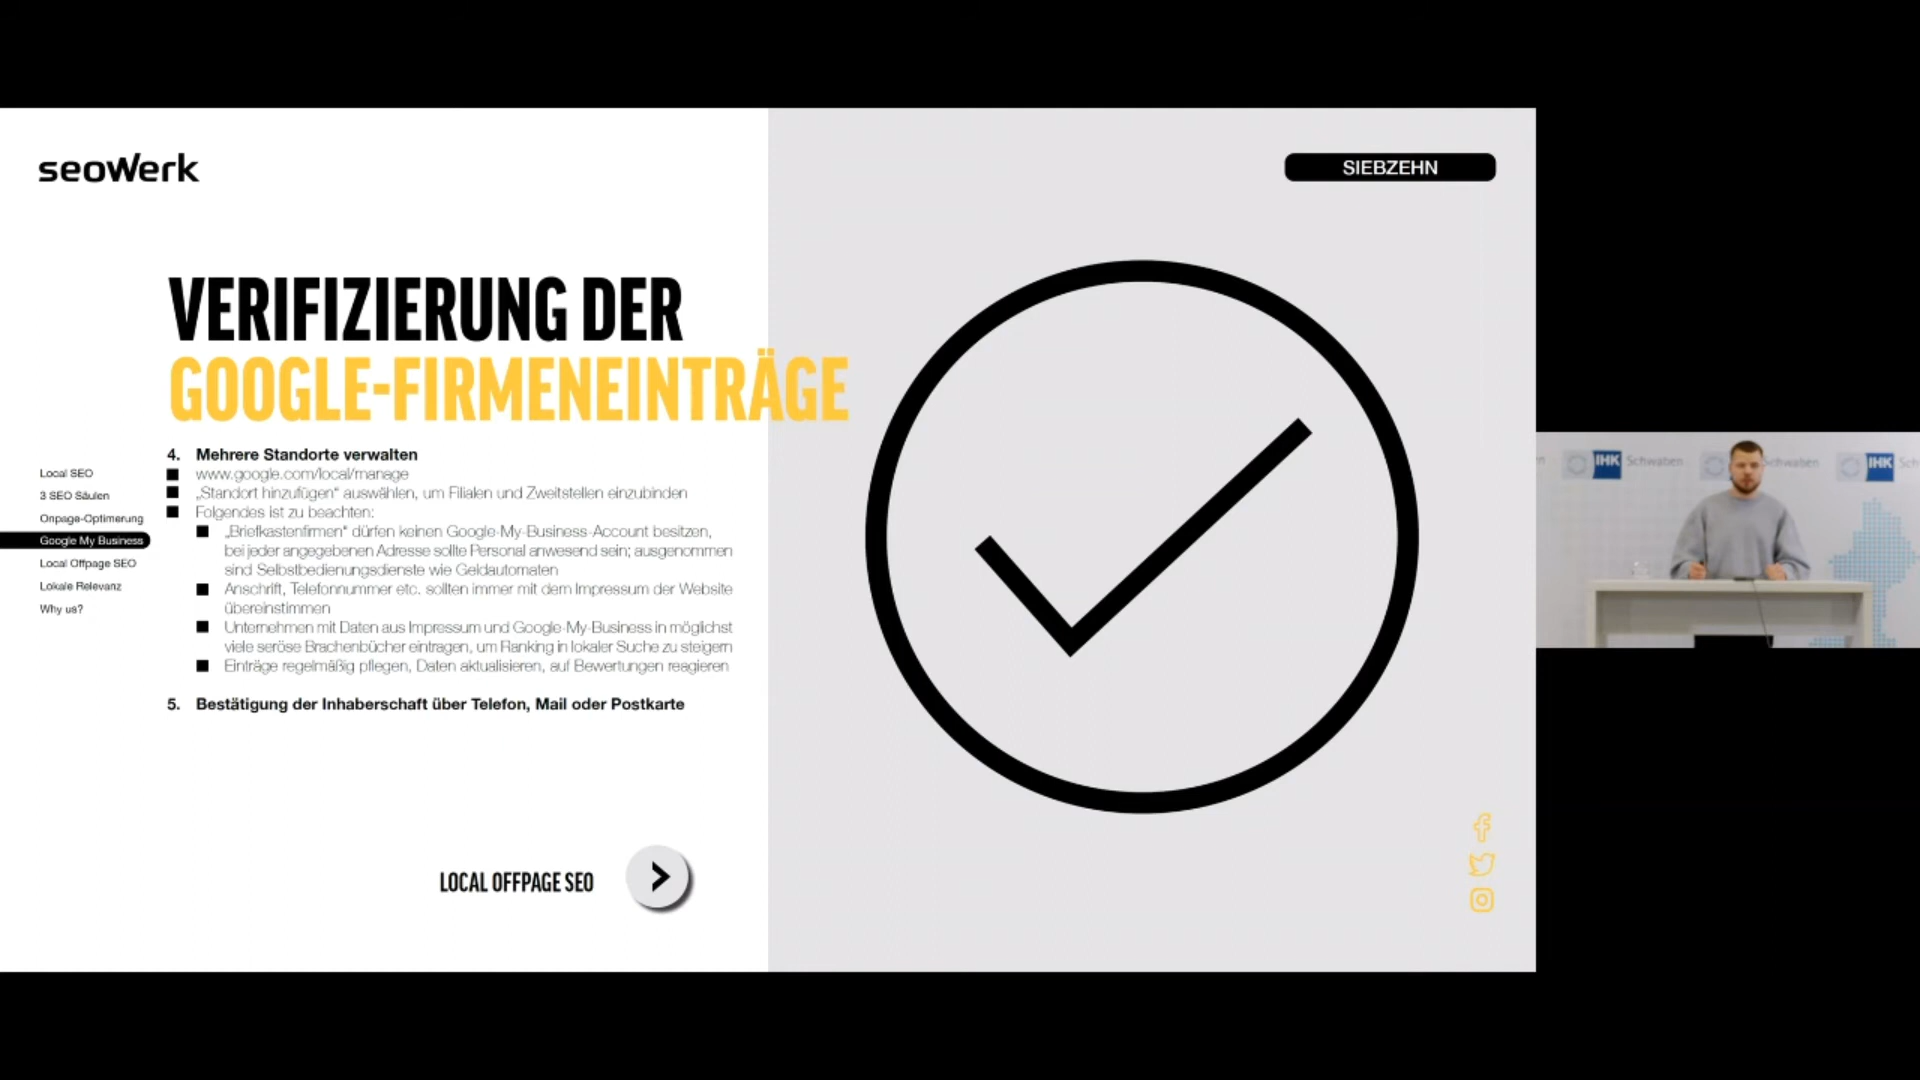 seoWerk
SIEBZEHN
VERIFIZIERUNG DER
GOOGLE-FIRMENEINTRÄGE
Local SEO
3 SEO Säulen
Onpage-Optimierung
Google My Business
Local Offpage SEO
Lokale Relevanz
Why us?
4. Mehrere Standorte verwalten
www.google.com/local/manage
„Standort hinzufügen“ auswählen, um Filialen und Zweitstellen einzubinden
Folgendes ist zu beachten:
„Briefkastenfirmen“ dürfen keinen Google-My-Business-Account besitzen,
bei jeder angegebenen Adresse sollte Personal anwesend sein; ausgenommen
sind Selbstbedienungsdienste wie Geldautomaten
Anschrift, Telefonnummer etc. sollten immer mit dem Impressum der Website
übereinstimmen
Unternehmen mit Daten aus Impressum und Google-My-Business in möglichst
viele seröse Brachenbücher eintragen, um Ranking in lokaler Suche zu steigern
Einträge regelmäßig pflegen, Daten aktualisieren, auf Bewertungen reagieren
5. Bestätigung der Inhaberschaft über Telefon, Mail oder Postkarte
LOCAL OFFPAGE SEO
IHK Schwaben
Schwaben
IHK Sch